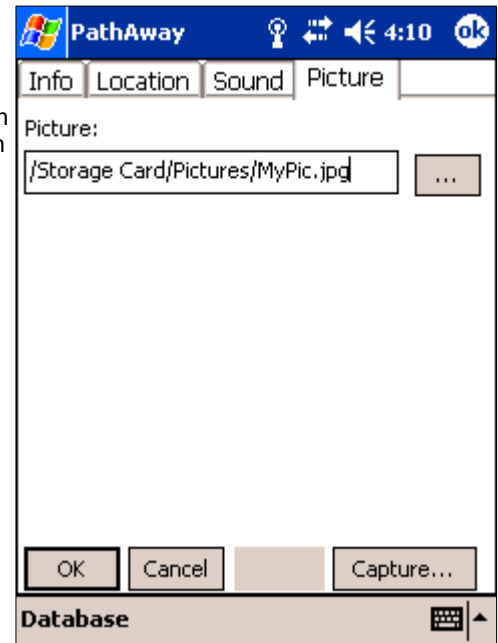 PathAway 4:10 ok
Info Location Sound Picture
Picture:
/Storage Card/Pictures/MyPic.jpg ...
OK Cancel Capture...
Database